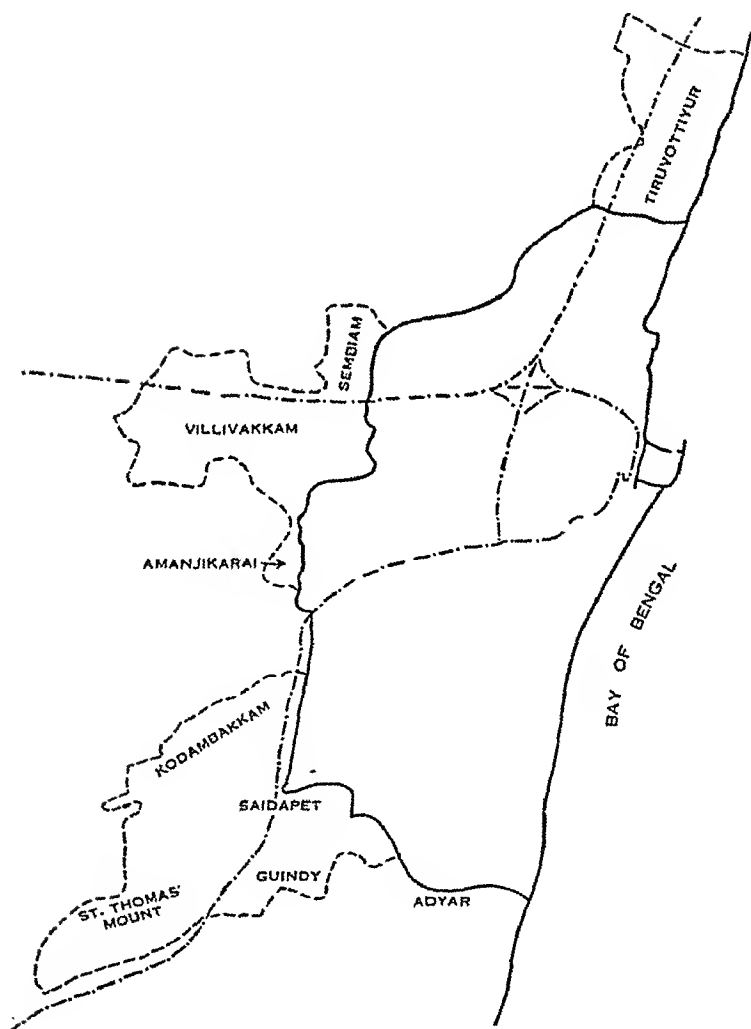 TIRUVOTTIYUR
SEMBIAM
VILLIVAKKAM
AMANJIKARAI
BAY OF BENGAL
KODAMBAKKAM
SAIDAPET
GUINDY
ST. THOMAS'
MOUNT
ADYAR